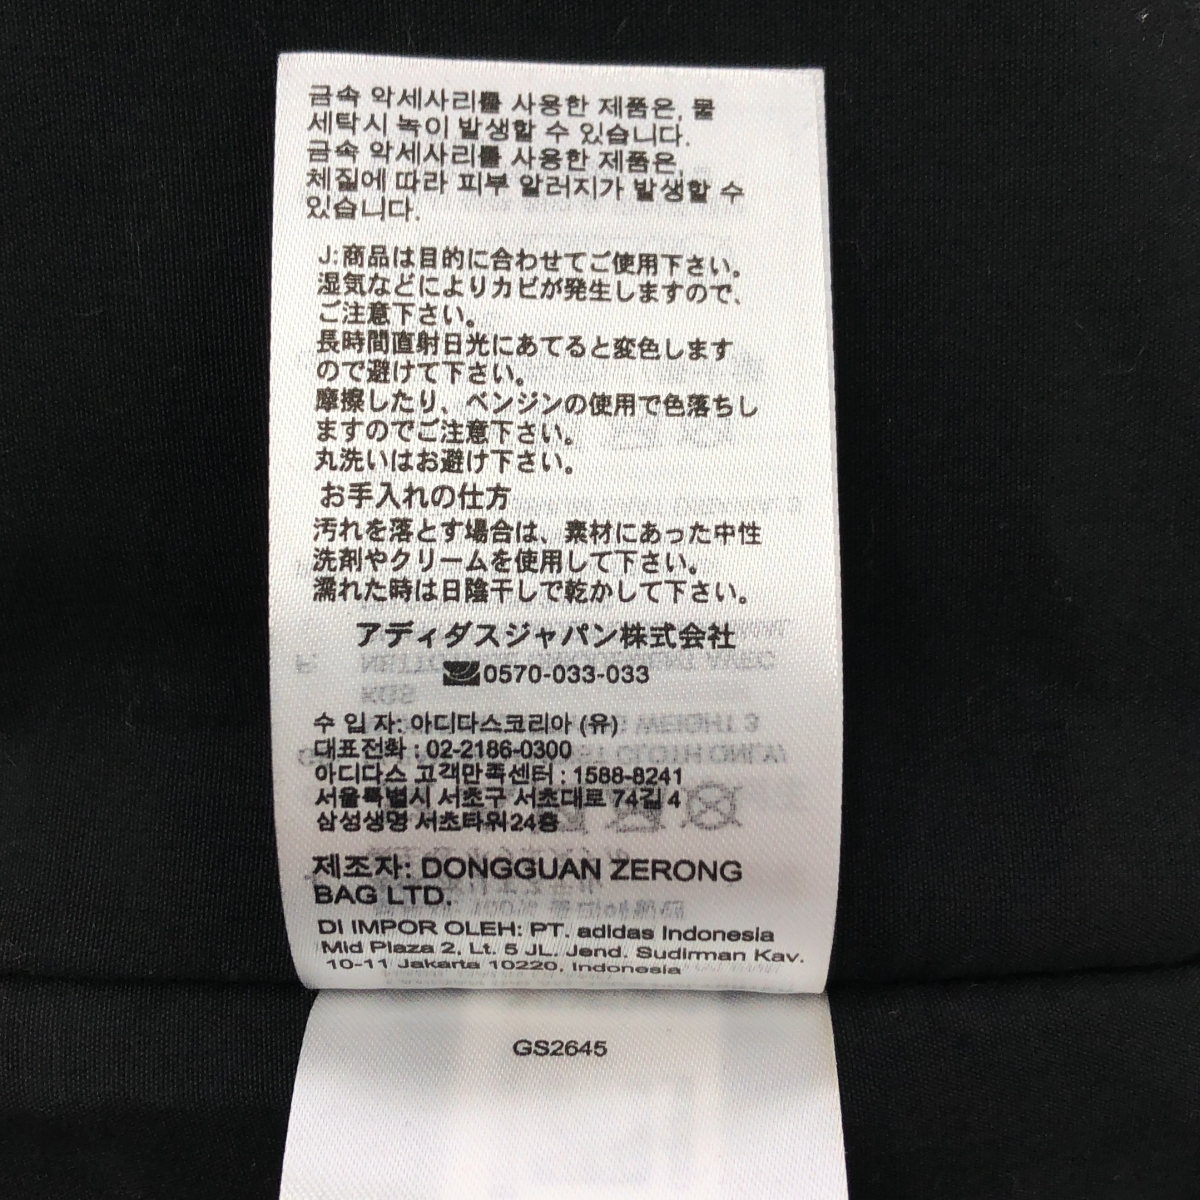 금속 악세사리를 사용한 제품은, 물
세탁시 녹이 발생할 수 있습니다.
금속 악세사리를 사용한 제품은,
체질에 따라 피부 알러지가 발생할 수
있습니다.
J:商品は目的に合わせてご使用下さい。
湿気などによりカビが発生しますので、
ご注意下さい。
長時間直射日光にあてると変色します
ので避けて下さい。
摩擦したり、ベンジンの使用で色落ちし
ますのでご注意下さい。
丸洗いはお避け下さい。
お手入れの仕方
汚れを落とす場合は、素材にあった中性
洗剤やクリームを使用して下さい。
濡れた時は日陰干しで乾かして下さい。
アディダスジャパン株式会社
0570-033-033
수 입 자: 아디다스코리아 (유)
대표전화 : 02-2186-0300
아디다스 고객만족센터 : 1588-8241
서울특별시 서초구 서초대로 74길 4
삼성생명 서초타워24층
제조자: DONGGUAN ZERONG
BAG LTD.
DI IMPOR OLEH: PT. adidas Indonesia
Mid Plaza 2, Lt. 5 JL. Jend. Sudirman Kav.
10-11 Jakarta 10220, Indonesia
GS2645